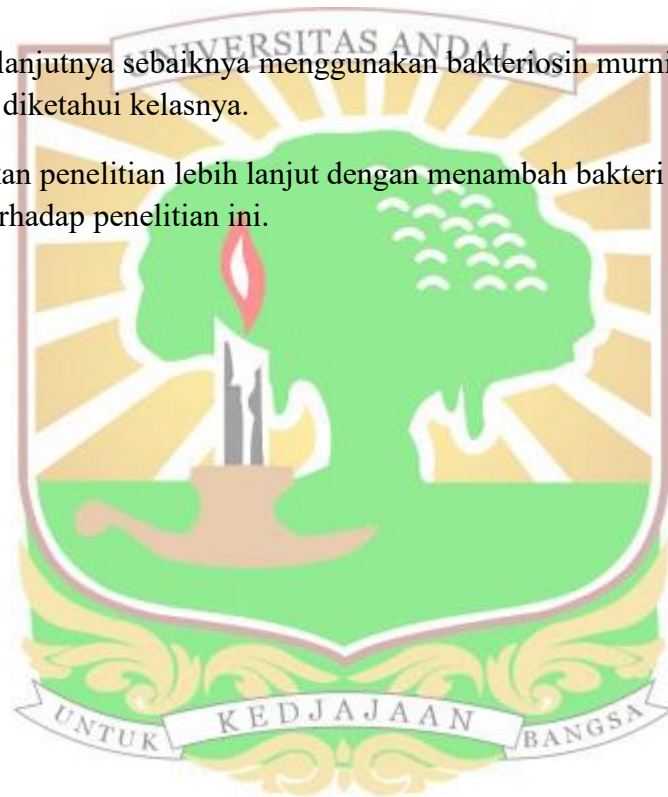 UNIVERSITAS ANDALAS
lanjutnya sebaiknya menggunakan bakteriosin murni
diketahui kelasnya.
kan penelitian lebih lanjut dengan menambah bakteri
rhadap penelitian ini.
UNTUK KEDJAJAAN BANGSA